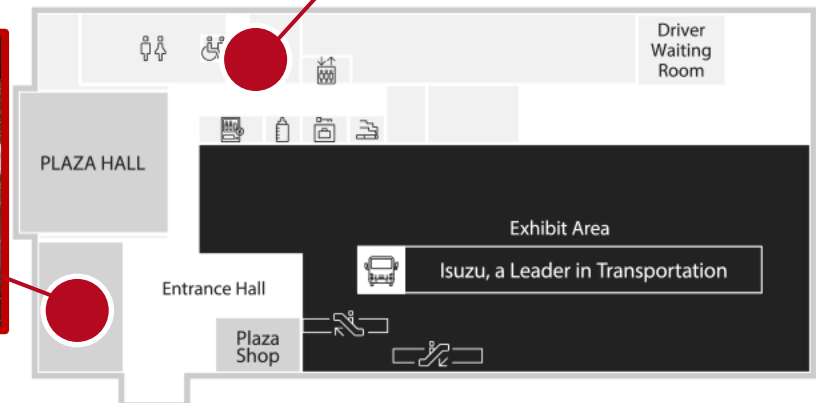 Driver
Waiting
Room
PLAZA HALL
Exhibit Area
Isuzu, a Leader in Transportation
Entrance Hall
Plaza
Shop